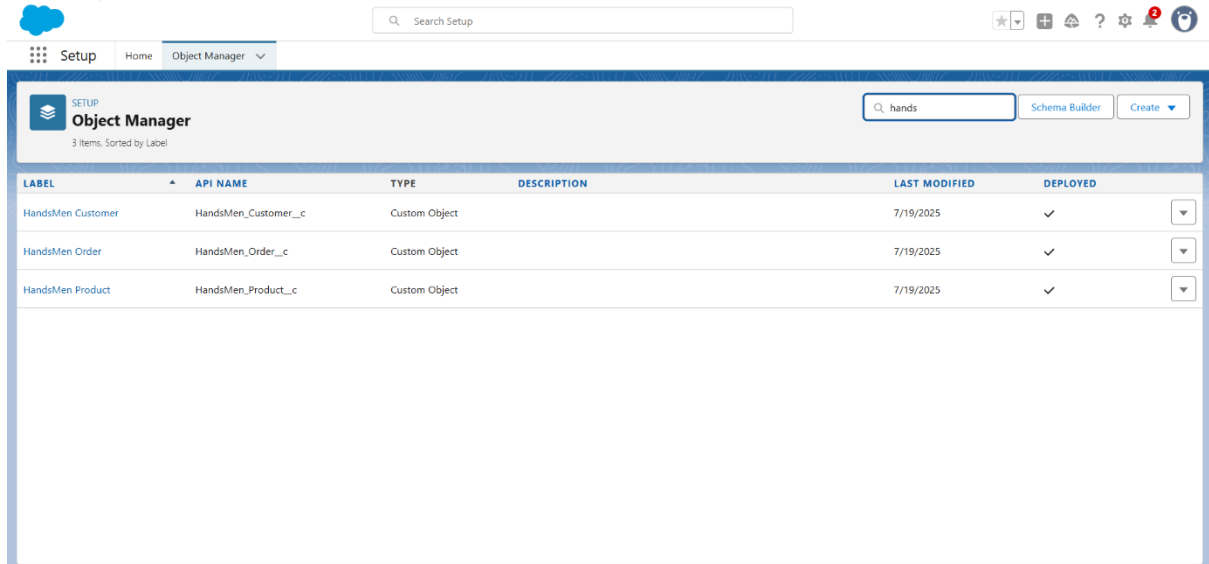 Search Setup
2
Setup Home Object Manager
SETUP
Object Manager
3 Items, Sorted by Label
hands
Schema Builder
Create
LABEL API NAME TYPE DESCRIPTION LAST MODIFIED DEPLOYED
HandsMen Customer HandsMen_Customer__c Custom Object 7/19/2025
HandsMen Order HandsMen_Order__c Custom Object 7/19/2025
HandsMen Product HandsMen_Product__c Custom Object 7/19/2025